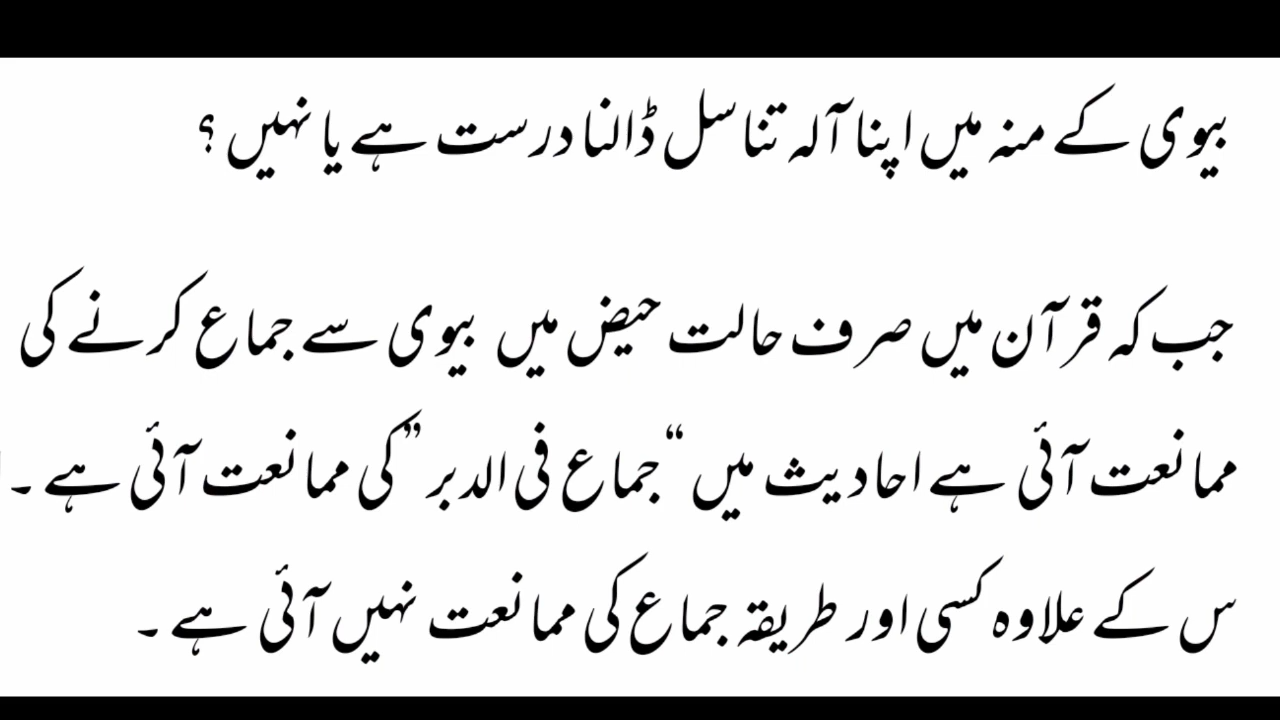 بیوی کے منہ میں اپنا آلہ تناسل ڈالنا درست ہے یا نہیں ؟
جب کہ قرآن میں صرف حالت حیض میں بیوی سے جماع کرنے کی
ممانعت آئی ہے احادیث میں “جماع فی الدبر” کی ممانعت آئی ہے ۔ ا
س کے علاوہ کسی اور طریقہ جماع کی ممانعت نہیں آئی ہے ۔